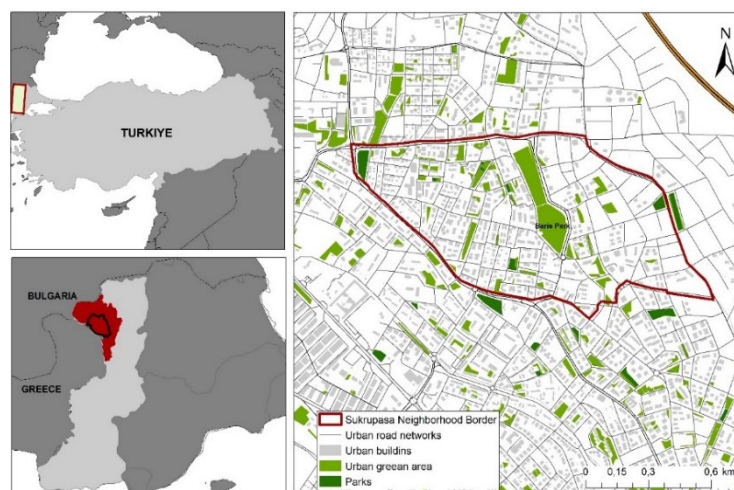 TURKIYE
BULGARIA
GREECE
N
Baris Park
Sukrupasa Neighborhood Border
Urban road networks
Urban buildins
Urban greean area
Parks
0 0,15 0,3 0,6 km